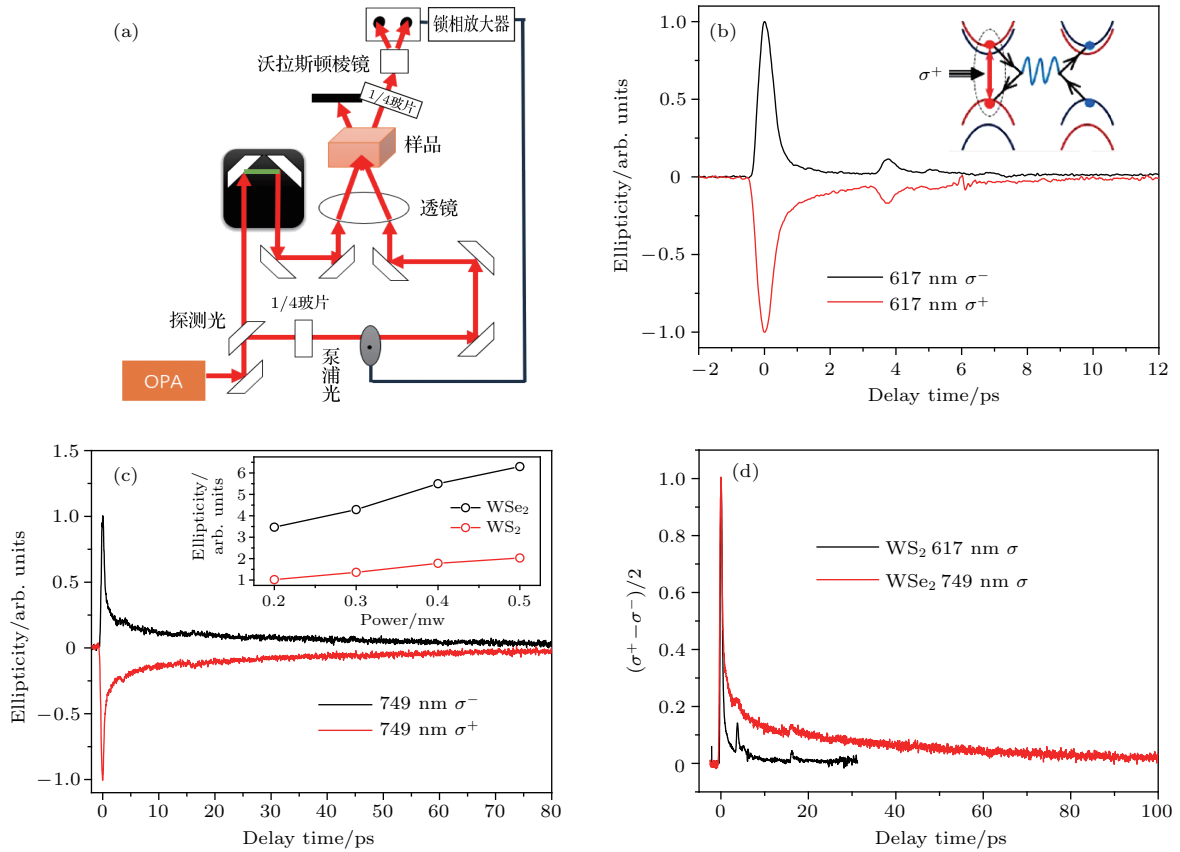 (a)
锁相放大器
沃拉斯顿棱镜
1/4玻片
样品
透镜
1/4玻片
探测光
泵浦光
OPA
(b)
Ellipticity/arb. units
1.0
0.5
0
−0.5
−1.0
σ⁺
617 nm σ⁻
617 nm σ⁺
−2 0 2 4 6 8 10 12
Delay time/ps
(c)
Ellipticity/arb. units
1.5
1.0
0.5
0
−0.5
−1.0
Ellipticity/
arb. units
6
5
4
3
2
1
WSe₂
WS₂
0.2 0.3 0.4 0.5
Power/mw
749 nm σ⁻
749 nm σ⁺
0 10 20 30 40 50 60 70 80
Delay time/ps
(d)
(σ⁺−σ⁻)/2
1.0
0.8
0.6
0.4
0.2
0
WS₂ 617 nm σ
WSe₂ 749 nm σ
0 20 40 60 80 100
Delay time/ps